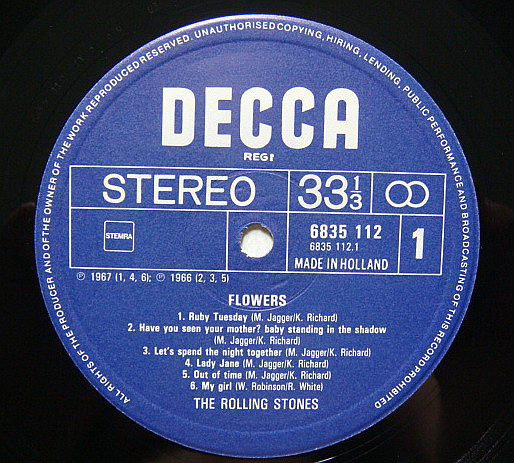 ALL RIGHTS OF THE PRODUCER AND OF THE OWNER OF THE WORK REPRODUCED RESERVED. UNAUTHORISED COPYING, HIRING, LENDING, PUBLIC PERFORMANCE AND BROADCASTING OF THIS RECORD PROHIBITED
DECCA
REGD
STEREO 33 1/3
STEMRA
6835 112
6835 112.1
MADE IN HOLLAND
1
℗ 1967 (1, 4, 6); ℗ 1966 (2, 3, 5)
FLOWERS
1. Ruby Tuesday (M. Jagger/K. Richard)
2. Have you seen your mother? baby standing in the shadow
(M. Jagger/K. Richard)
3. Let's spend the night together (M. Jagger/K. Richard)
4. Lady Jane (M. Jagger/K. Richard)
5. Out of time (M. Jagger/K. Richard)
6. My girl (W. Robinson/R. White)
THE ROLLING STONES